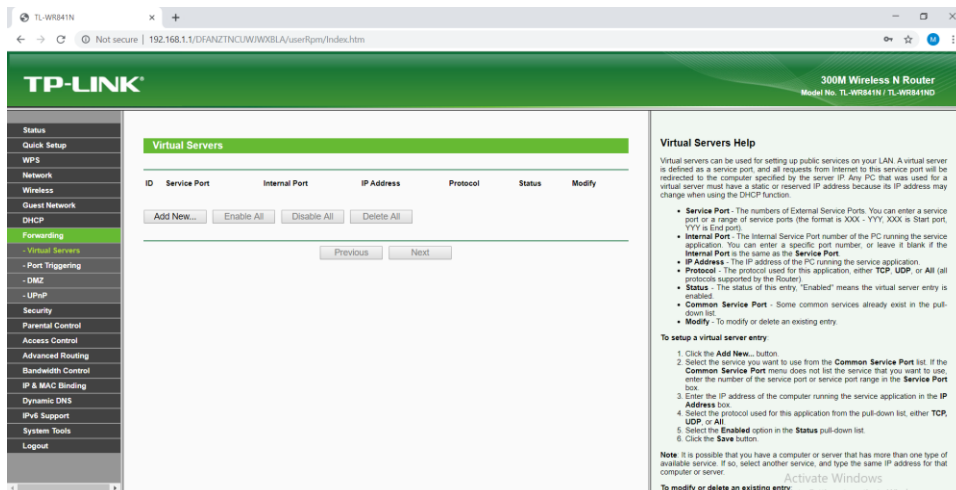 TL-WR841N
Not secure | 192.168.1.1/DFANZTNCUWJWXBLA/userRpm/Index.htm
M
TP-LINK®
300M Wireless N Router
Model No. TL-WR841N / TL-WR841ND
Status
Quick Setup
WPS
Network
Wireless
Guest Network
DHCP
Forwarding
- Virtual Servers
- Port Triggering
- DMZ
- UPnP
Security
Parental Control
Access Control
Advanced Routing
Bandwidth Control
IP & MAC Binding
Dynamic DNS
IPv6 Support
System Tools
Logout
Virtual Servers
ID Service Port Internal Port IP Address Protocol Status Modify
Add New... Enable All Disable All Delete All
Previous Next
Virtual Servers Help
Virtual servers can be used for setting up public services on your LAN. A virtual server
is defined as a service port, and all requests from Internet to this service port will be
redirected to the computer specified by the server IP. Any PC that was used for a
virtual server must have a static or reserved IP address because its IP address may
change when using the DHCP function.
• Service Port - The numbers of External Service Ports. You can enter a service
port or a range of service ports (the format is XXX - YYY, XXX is Start port,
YYY is End port).
• Internal Port - The Internal Service Port number of the PC running the service
application. You can enter a specific port number, or leave it blank if the
Internal Port is the same as the Service Port.
• IP Address - The IP address of the PC running the service application.
• Protocol - The protocol used for this application, either TCP, UDP, or All (all
protocols supported by the Router).
• Status - The status of this entry, "Enabled" means the virtual server entry is
enabled.
• Common Service Port - Some common services already exist in the pull-
down list.
• Modify - To modify or delete an existing entry.
To setup a virtual server entry:
1. Click the Add New... button.
2. Select the service you want to use from the Common Service Port list. If the
Common Service Port menu does not list the service that you want to use,
enter the number of the service port or service port range in the Service Port
box.
3. Enter the IP address of the computer running the service application in the IP
Address box.
4. Select the protocol used for this application from the pull-down list, either TCP,
UDP, or All.
5. Select the Enabled option in the Status pull-down list.
6. Click the Save button.
Note: It is possible that you have a computer or server that has more than one type of
available service. If so, select another service, and type the same IP address for that
computer or server.
Activate Windows
To modify or delete an existing entry: